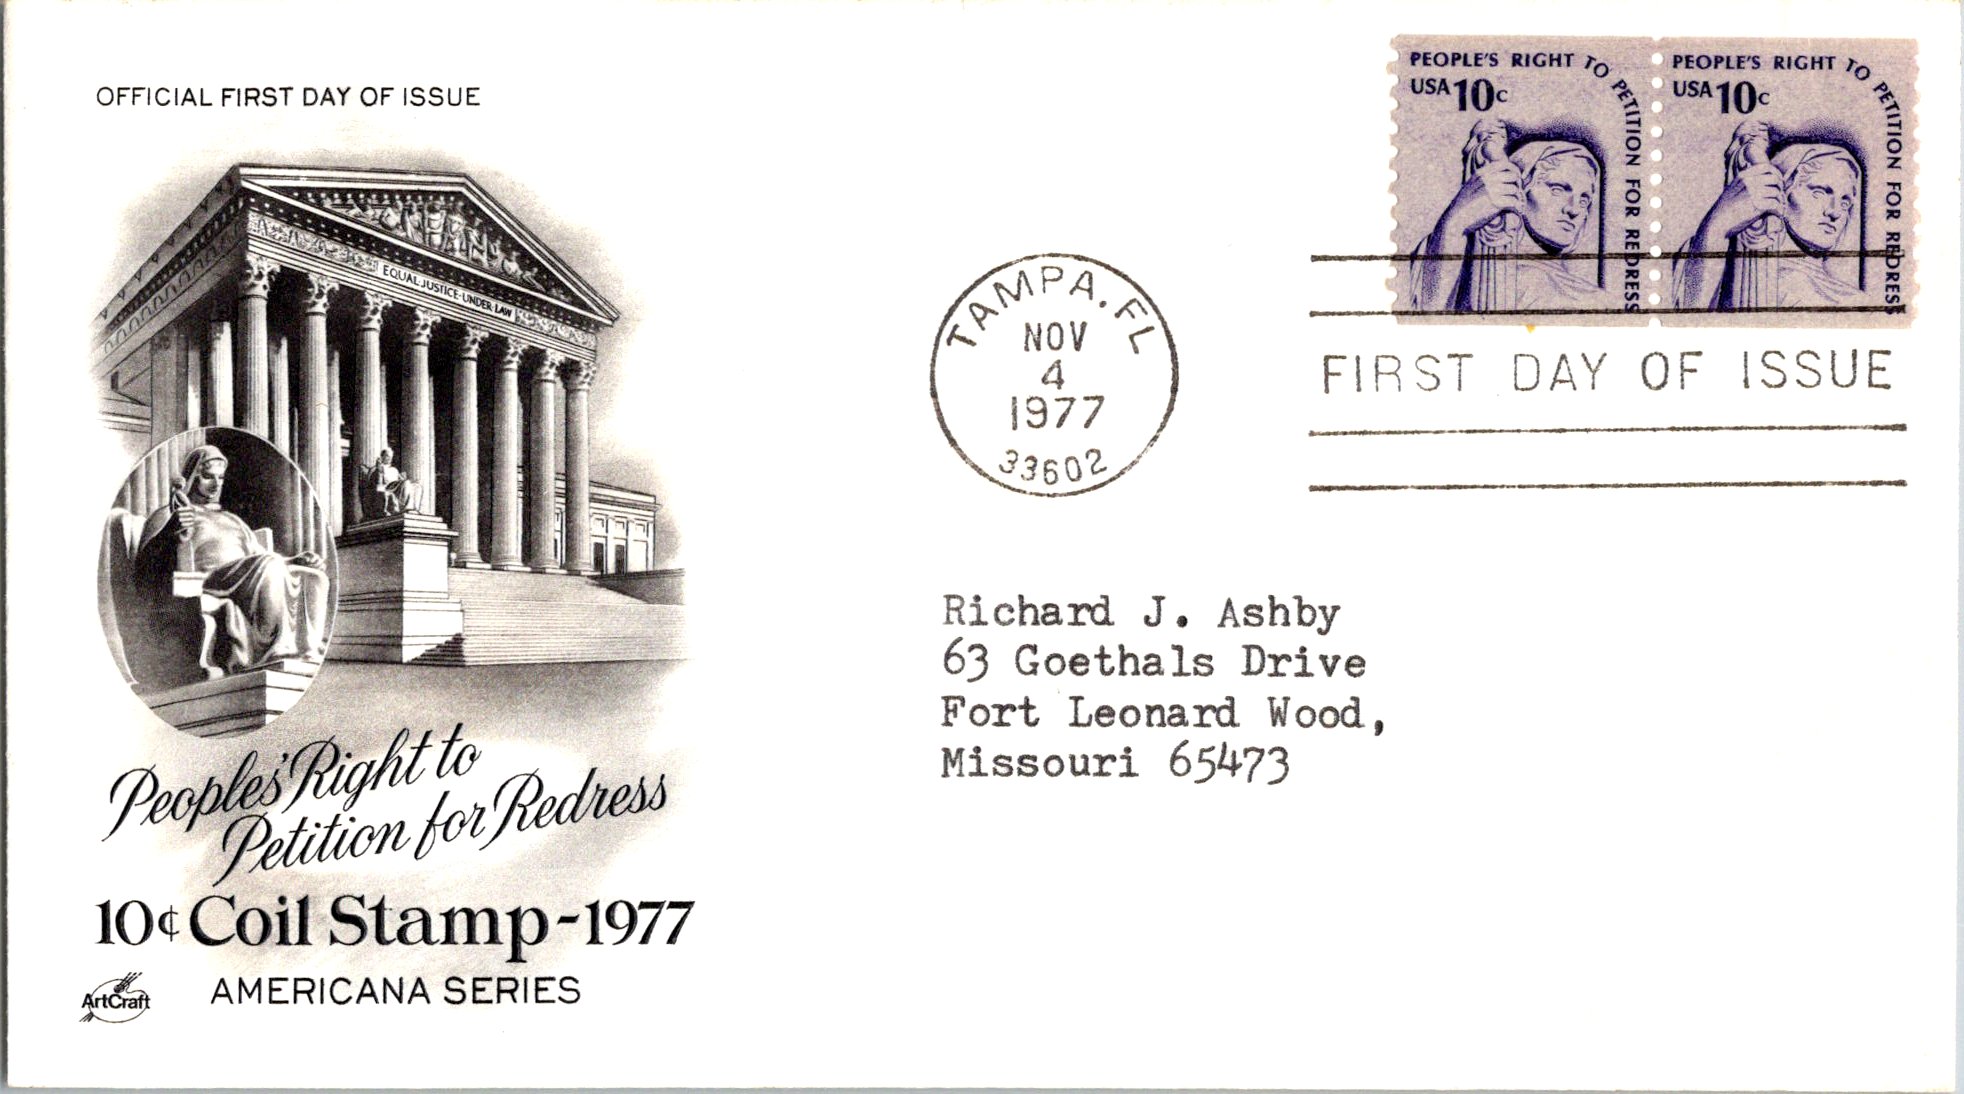 OFFICIAL FIRST DAY OF ISSUE
EQUAL·JUSTICE·UNDER·LAW
People's Right to
Petition for Redress
10¢ Coil Stamp-1977
AMERICANA SERIES
ArtCraft
TAMPA, FL
NOV
4
1977
33602
PEOPLE'S RIGHT TO PETITION FOR REDRESS
USA 10c
PEOPLE'S RIGHT TO PETITION FOR REDRESS
USA 10c
FIRST DAY OF ISSUE
Richard J. Ashby
63 Goethals Drive
Fort Leonard Wood,
Missouri 65473